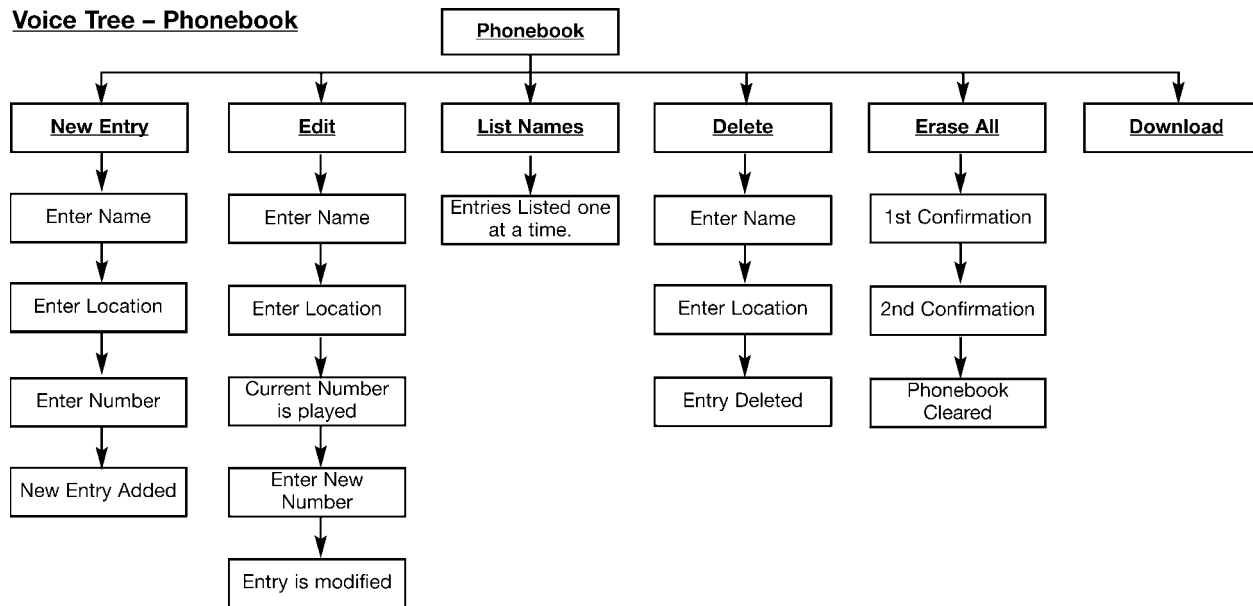 Voice Tree – Phonebook
Phonebook
New Entry
Edit
List Names
Delete
Erase All
Download
Enter Name
Enter Name
Entries Listed one
at a time.
Enter Name
1st Confirmation
Enter Location
Enter Location
Enter Location
2nd Confirmation
Enter Number
Current Number
is played
Entry Deleted
Phonebook
Cleared
New Entry Added
Enter New
Number
Entry is modified